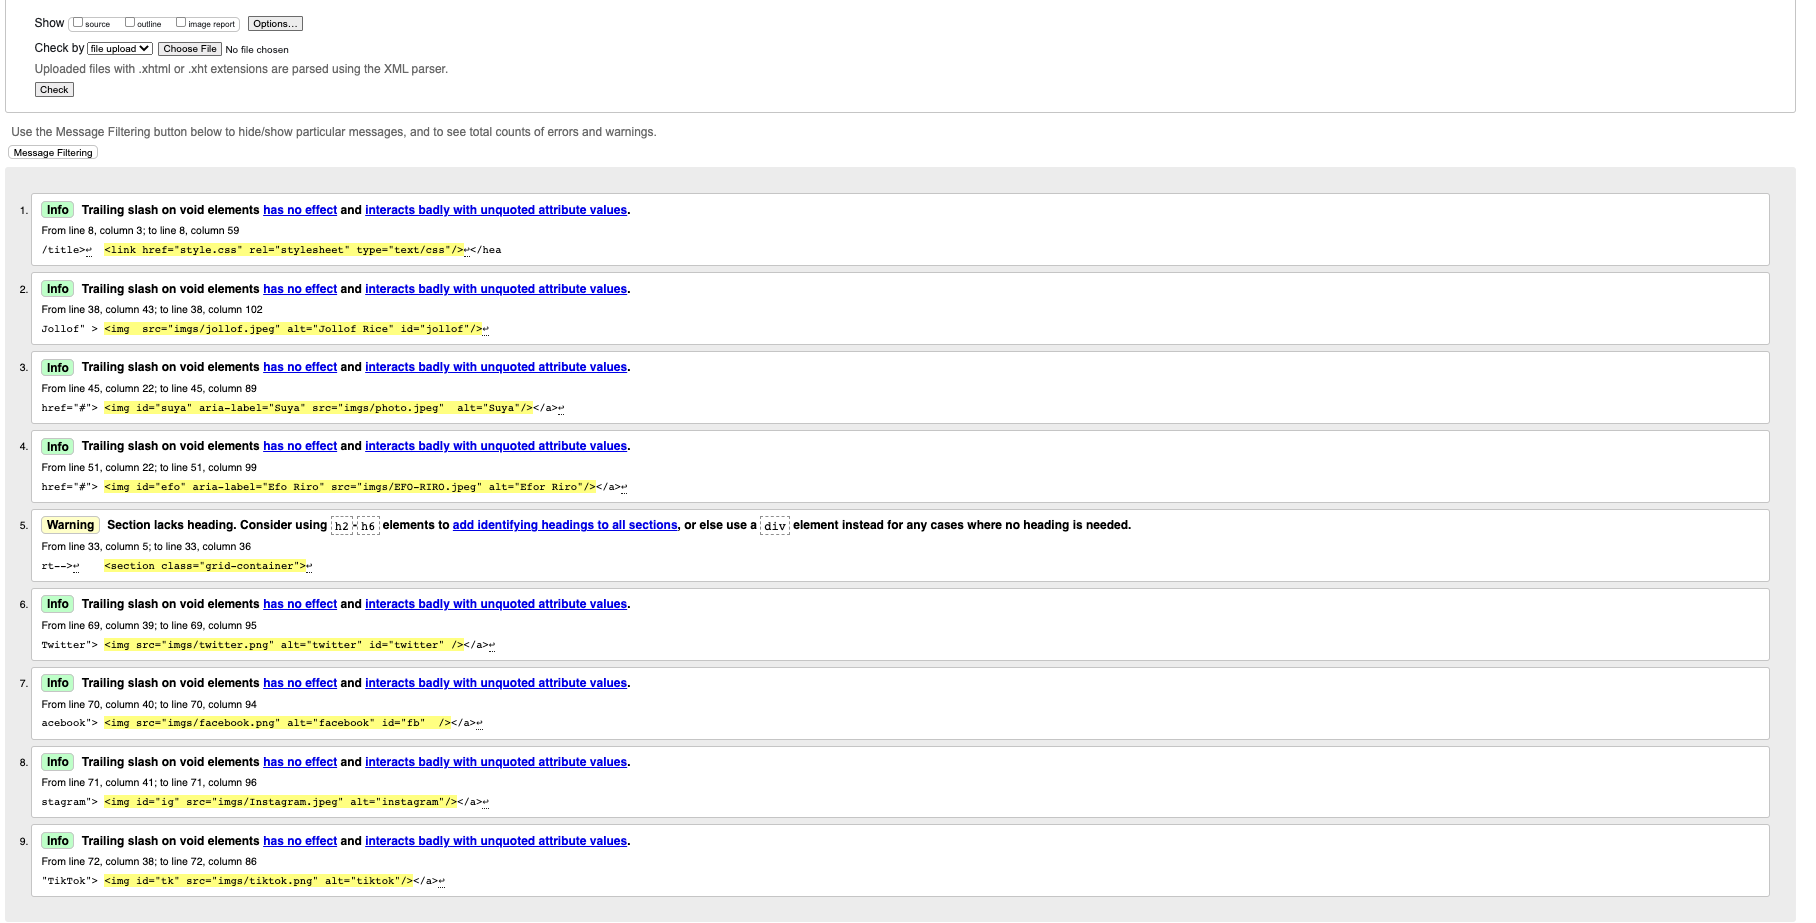 Show source outline image report Options...
Check by file upload Choose File No file chosen
Uploaded files with .xhtml or .xht extensions are parsed using the XML parser.
Check
Use the Message Filtering button below to hide/show particular messages, and to see total counts of errors and warnings.
Message Filtering
1. Info Trailing slash on void elements has no effect and interacts badly with unquoted attribute values.
From line 8, column 3; to line 8, column 59
/title>↩ <link href="style.css" rel="stylesheet" type="text/css"/>↩</hea
2. Info Trailing slash on void elements has no effect and interacts badly with unquoted attribute values.
From line 38, column 43; to line 38, column 102
Jollof" > <img  src="imgs/jollof.jpeg" alt="Jollof Rice" id="jollof"/>↩
3. Info Trailing slash on void elements has no effect and interacts badly with unquoted attribute values.
From line 45, column 22; to line 45, column 89
href="#"> <img id="suya" aria-label="Suya" src="imgs/photo.jpeg"  alt="Suya"/></a>↩
4. Info Trailing slash on void elements has no effect and interacts badly with unquoted attribute values.
From line 51, column 22; to line 51, column 99
href="#"> <img id="efo" aria-label="Efo Riro" src="imgs/EFO-RIRO.jpeg" alt="Efor Riro"/></a>↩
5. Warning Section lacks heading. Consider using h2-h6 elements to add identifying headings to all sections, or else use a div element instead for any cases where no heading is needed.
From line 33, column 5; to line 33, column 36
rt-->↩ <section class="grid-container">↩
6. Info Trailing slash on void elements has no effect and interacts badly with unquoted attribute values.
From line 69, column 39; to line 69, column 95
Twitter"> <img src="imgs/twitter.png" alt="twitter" id="twitter" /></a>↩
7. Info Trailing slash on void elements has no effect and interacts badly with unquoted attribute values.
From line 70, column 40; to line 70, column 94
acebook"> <img src="imgs/facebook.png" alt="facebook" id="fb"  /></a>↩
8. Info Trailing slash on void elements has no effect and interacts badly with unquoted attribute values.
From line 71, column 41; to line 71, column 96
stagram"> <img id="ig" src="imgs/Instagram.jpeg" alt="instagram"/></a>↩
9. Info Trailing slash on void elements has no effect and interacts badly with unquoted attribute values.
From line 72, column 38; to line 72, column 86
"TikTok"> <img id="tk" src="imgs/tiktok.png" alt="tiktok"/></a>↩